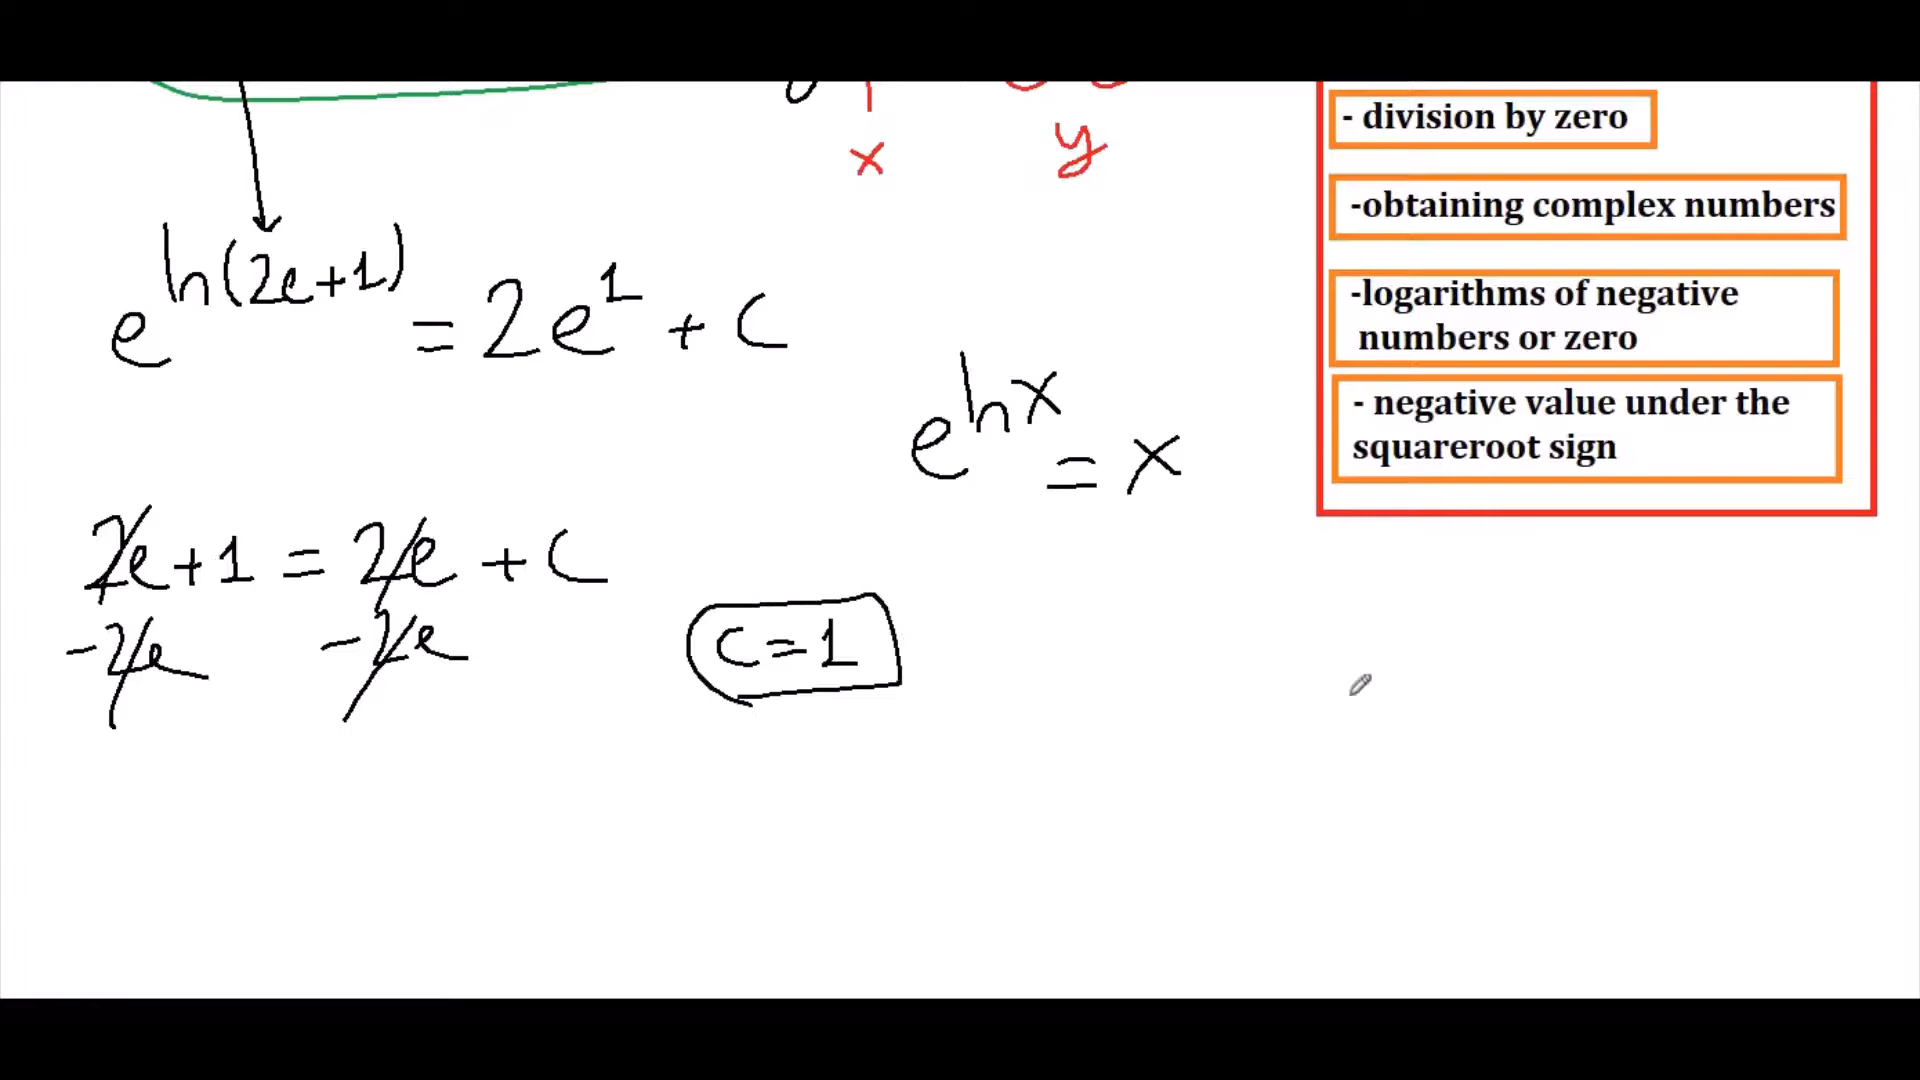 x y
e^{ln(2e+1)} = 2e^1 + C
e^{ln x} = x
2e+1 = 2e + C
-2e -2e
C=1
- division by zero
-obtaining complex numbers
-logarithms of negative
numbers or zero
- negative value under the
squareroot sign